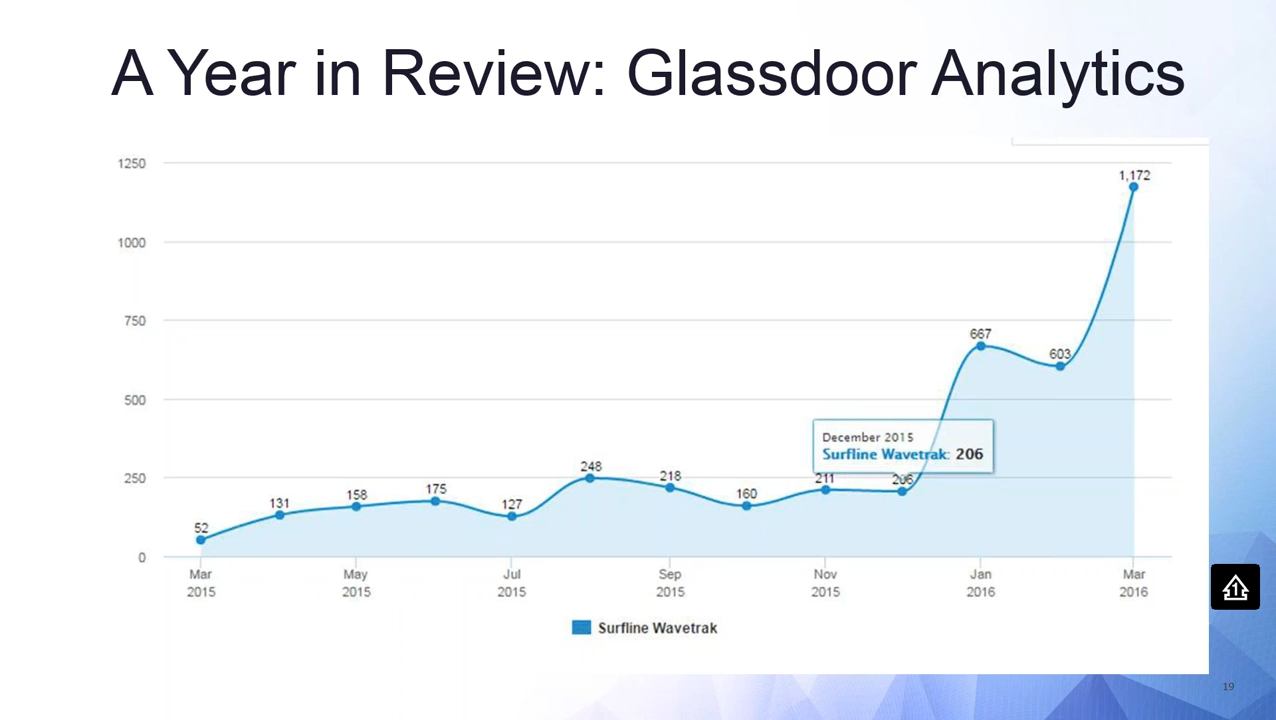 A Year in Review: Glassdoor Analytics
1250
1000
750
500
250
0
52
131
158
175
127
248
218
160
211
206
667
603
1,172
December 2015
Surfline Wavetrak: 206
Mar
2015
May
2015
Jul
2015
Sep
2015
Nov
2015
Jan
2016
Mar
2016
Surfline Wavetrak
1
19